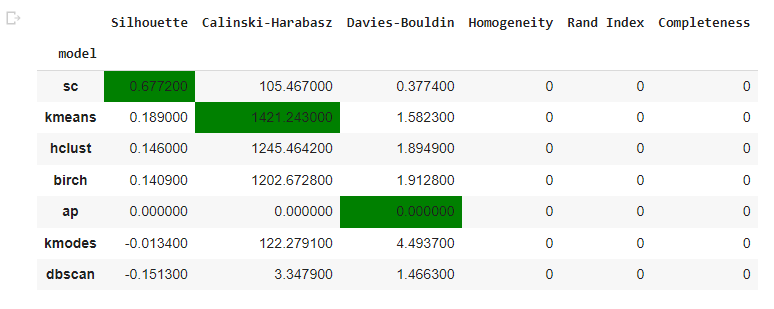 Silhouette Calinski-Harabasz Davies-Bouldin Homogeneity Rand Index Completeness
model
sc 0.677200 105.467000 0.377400 0 0 0
kmeans 0.189000 1421.243000 1.582300 0 0 0
hclust 0.146000 1245.464200 1.894900 0 0 0
birch 0.140900 1202.672800 1.912800 0 0 0
ap 0.000000 0.000000 0.000000 0 0 0
kmodes -0.013400 122.279100 4.493700 0 0 0
dbscan -0.151300 3.347900 1.466300 0 0 0